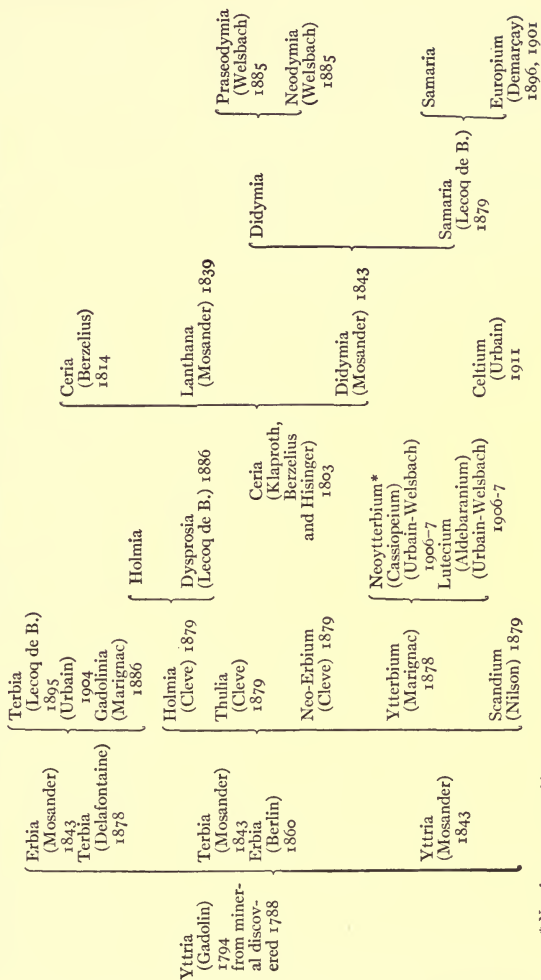 Yttria
(Gadolin)
1794
from miner-
al discov-
ered 1788
Erbia
(Mosander)
1843
Terbia
(Delafontaine)
1878
Terbia
(Mosander)
1843
Erbia
(Berlin)
1860
Yttria
(Mosander)
1843
Terbia
(Lecoq de B.)
1895
(Urbain)
1904
Gadolinia
(Marignac)
1886
Holmia
(Cleve) 1879
Thulia
(Cleve)
1879
Neo-Erbium
(Cleve) 1879
Ytterbium
(Marignac)
1878
Scandium
(Nilson) 1879
Holmia
Dysprosia
(Lecoq de B.) 1886
Neoytterbium*
(Cassiopeium)
(Urbain-Welsbach)
1906-7
Lutecium
(Aldebaranium)
(Urbain-Welsbach)
1906-7
Celtium
(Urbain)
1911
Ceria
(Klaproth,
Berzelius
and Hisinger)
1803
Ceria
(Berzelius)
1814
Lanthana
(Mosander) 1839
Didymia
(Mosander) 1843
Didymia
Samaria
(Lecoq de B.)
1879
Praseodymia
(Welsbach)
1885
Neodymia
(Welsbach)
1885
Samaria
Europium
(Demarçay)
1896, 1901